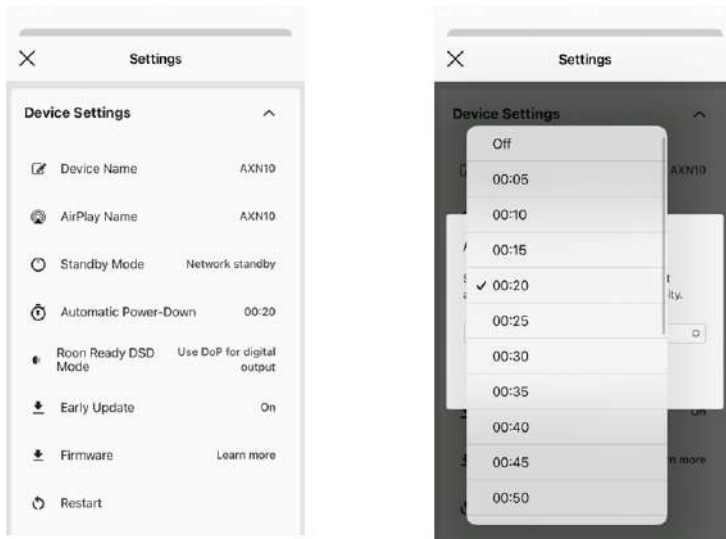 Settings
Device Settings
Device Name AXN10
AirPlay Name AXN10
Standby Mode Network standby
Automatic Power-Down 00:20
Roon Ready DSD Mode Use DoP for digital output
Early Update On
Firmware Learn more
Restart
Settings
Device Settings
AXN10
Off
00:05
00:10
00:15
00:20
00:25
00:30
00:35
00:40
00:45
00:50